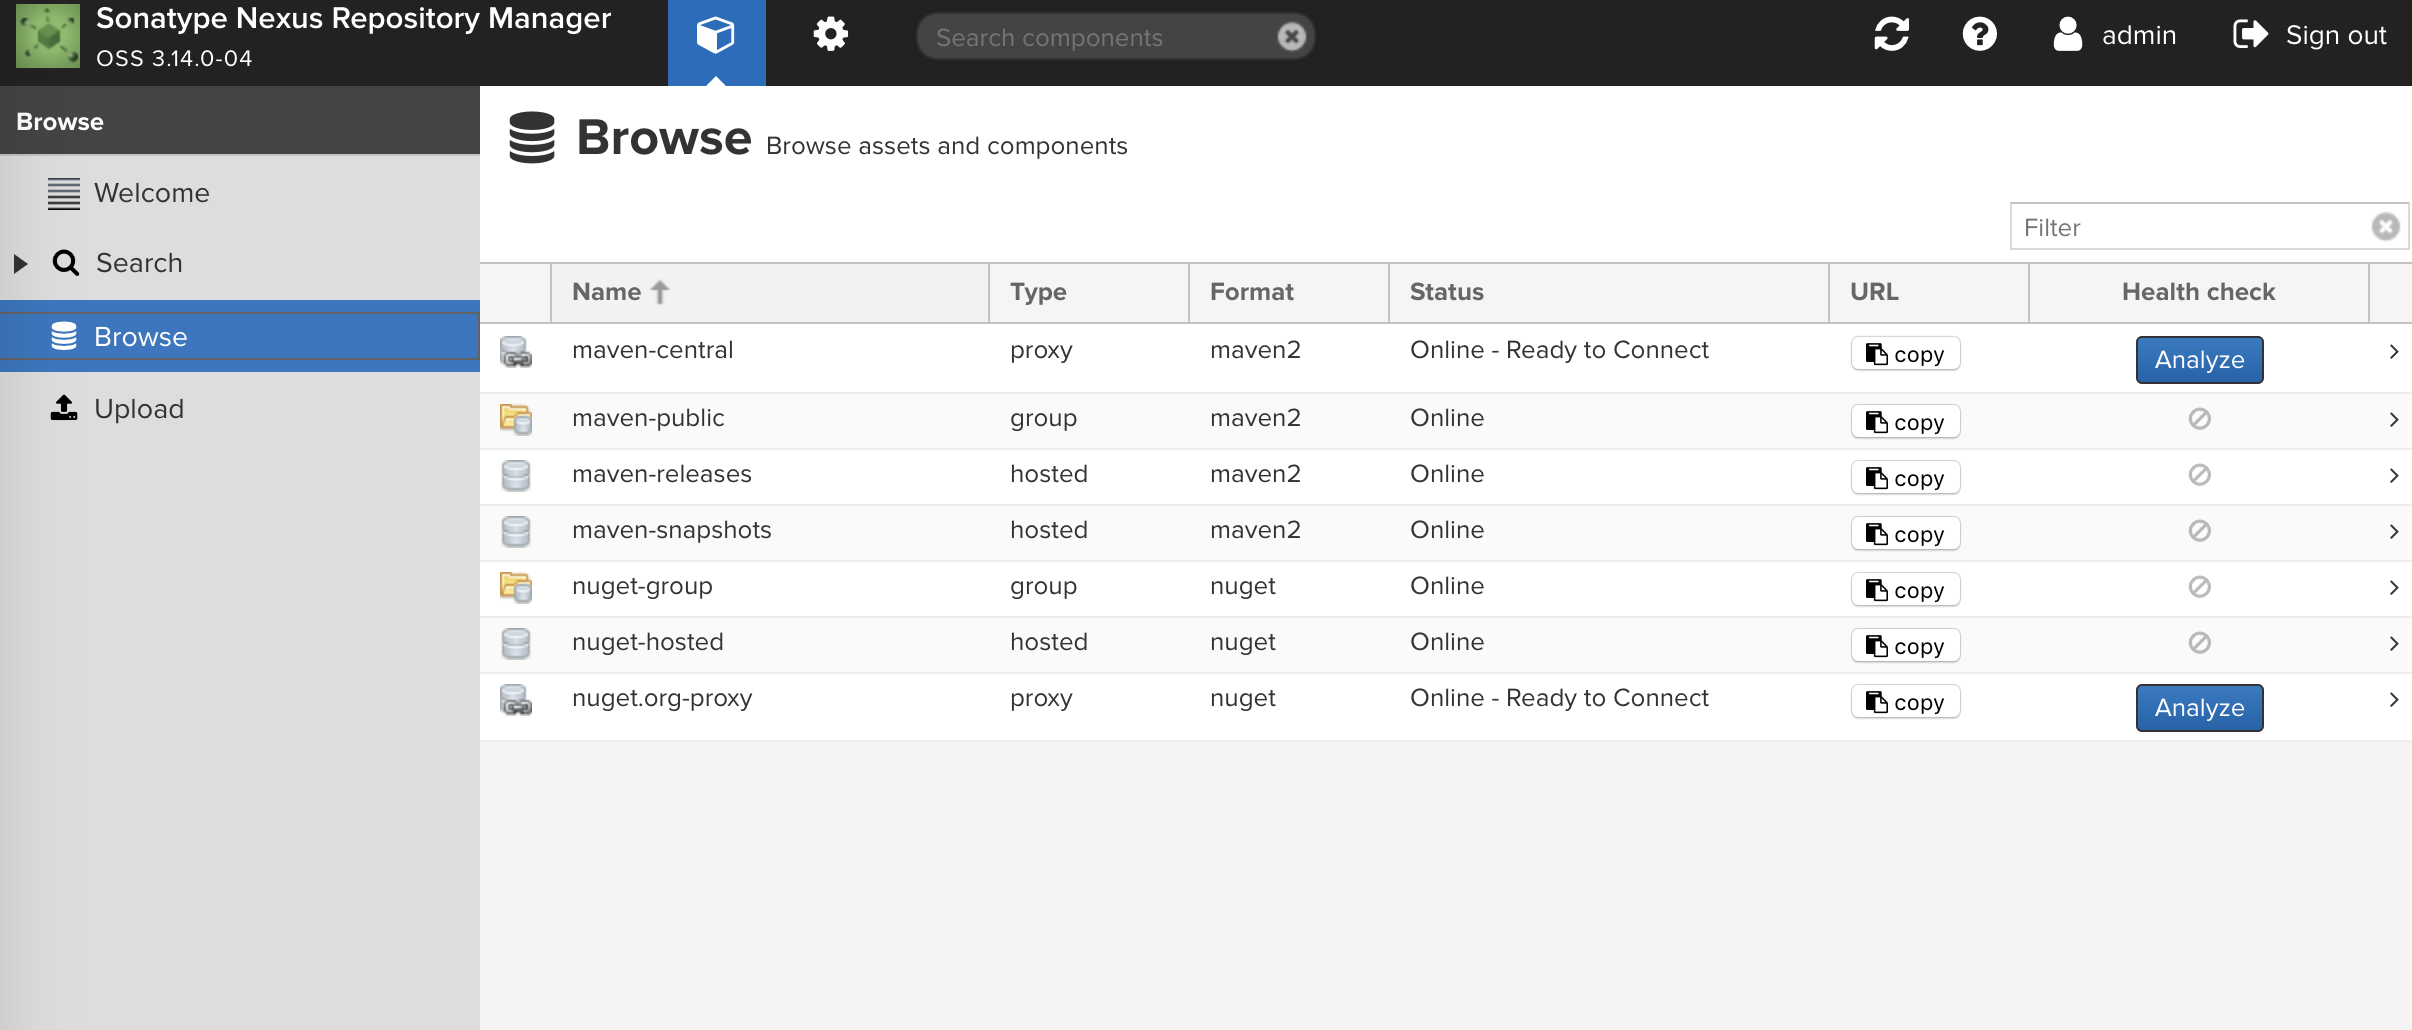 Sonatype Nexus Repository Manager
OSS 3.14.0-04
Search components
admin
Sign out
Browse
Welcome
Search
Browse
Upload
Browse Browse assets and components
Filter
Name Type Format Status URL Health check
maven-central proxy maven2 Online - Ready to Connect copy Analyze
maven-public group maven2 Online copy
maven-releases hosted maven2 Online copy
maven-snapshots hosted maven2 Online copy
nuget-group group nuget Online copy
nuget-hosted hosted nuget Online copy
nuget.org-proxy proxy nuget Online - Ready to Connect copy Analyze